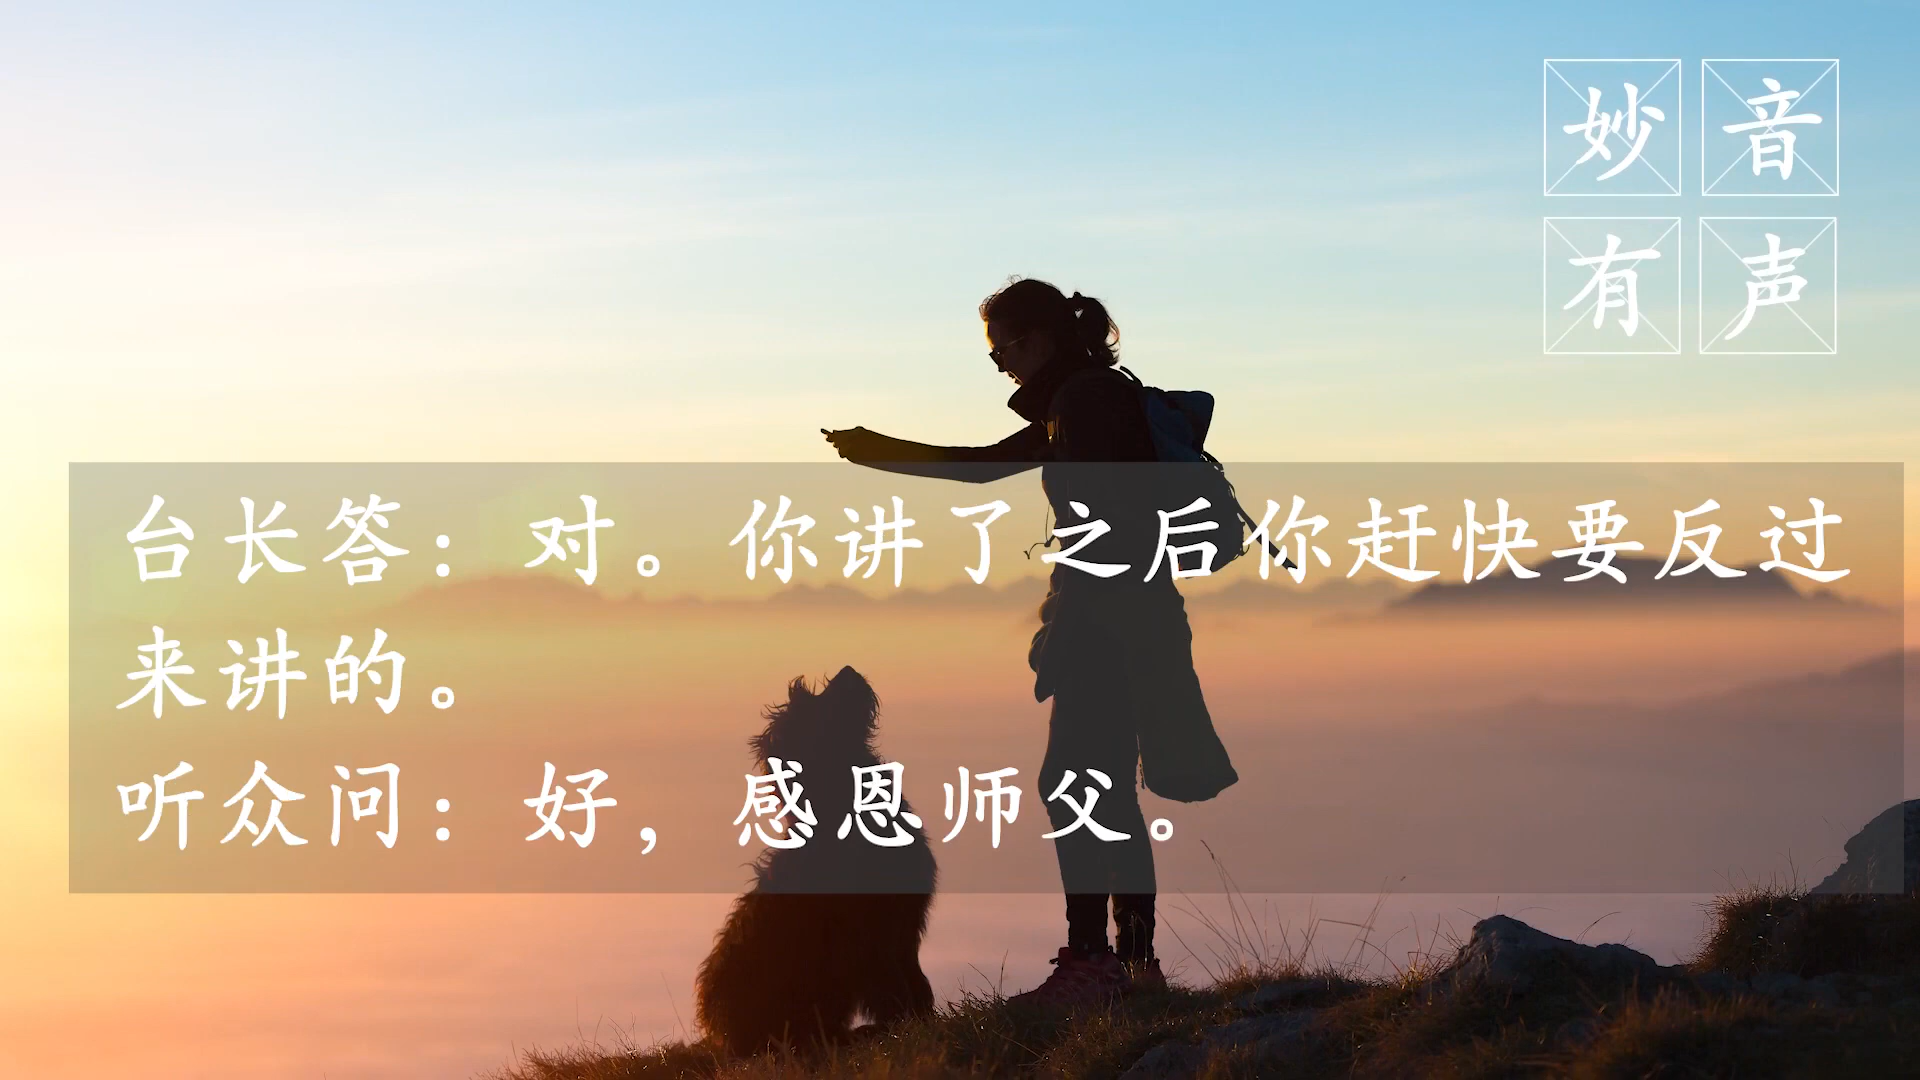 妙音
有声
台长答：对。你讲了之后你赶快要反过
来讲的。
听众问：好，感恩师父。